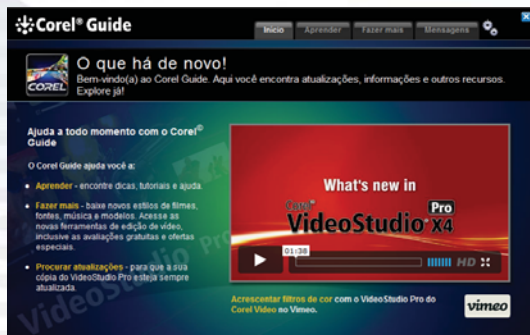 Corel® Guide
Início
Aprender
Fazer mais
Mensagens
COREL
O que há de novo!
Bem-vindo(a) ao Corel Guide. Aqui você encontra atualizações, informações e outros recursos.
Explore já!
Ajuda a todo momento com o Corel®
Guide
O Corel Guide ajuda você a:
Aprender - encontre dicas, tutoriais e ajuda.
Fazer mais - baixe novos estilos de filmes,
fontes, música e modelos. Acesse as
novas ferramentas de edição de vídeo,
inclusive as avaliações gratuitas e ofertas
especiais.
Procurar atualizações - para que a sua
cópia do VideoStudio Pro esteja sempre
atualizada.
What's new in
Corel®
VideoStudio® Pro X4
01:38
HD
Acrescentar filtros de cor com o VideoStudio Pro do
Corel Video no Vimeo.
vimeo
VideoStudio Pro